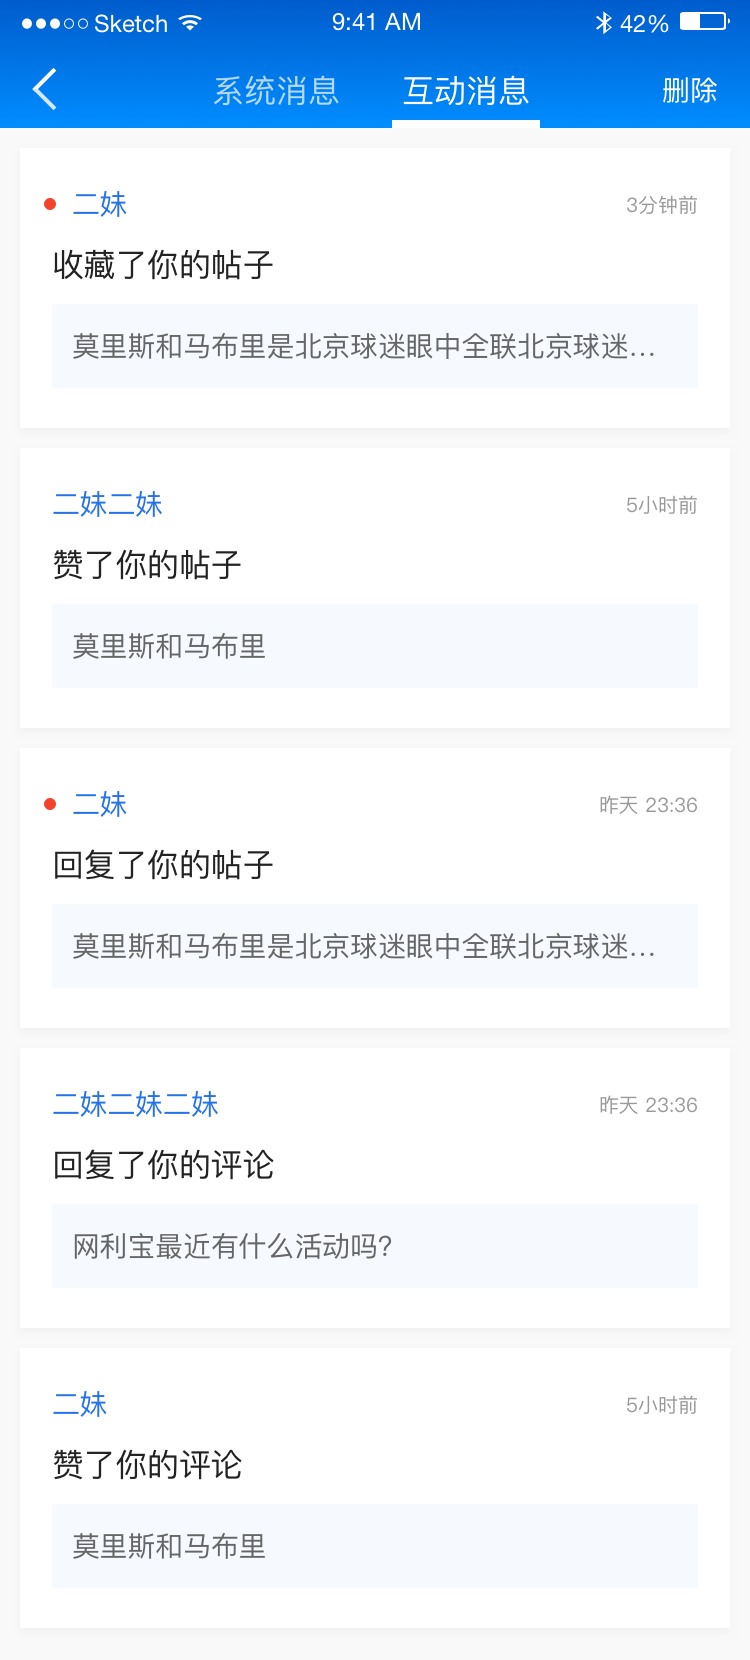 Sketch 9:41 AM 42%
系统消息 互动消息 删除
二妹 3分钟前
收藏了你的帖子
莫里斯和马布里是北京球迷眼中全联北京球迷...
二妹二妹 5小时前
赞了你的帖子
莫里斯和马布里
二妹 昨天 23:36
回复了你的帖子
莫里斯和马布里是北京球迷眼中全联北京球迷...
二妹二妹二妹 昨天 23:36
回复了你的评论
网利宝最近有什么活动吗?
二妹 5小时前
赞了你的评论
莫里斯和马布里